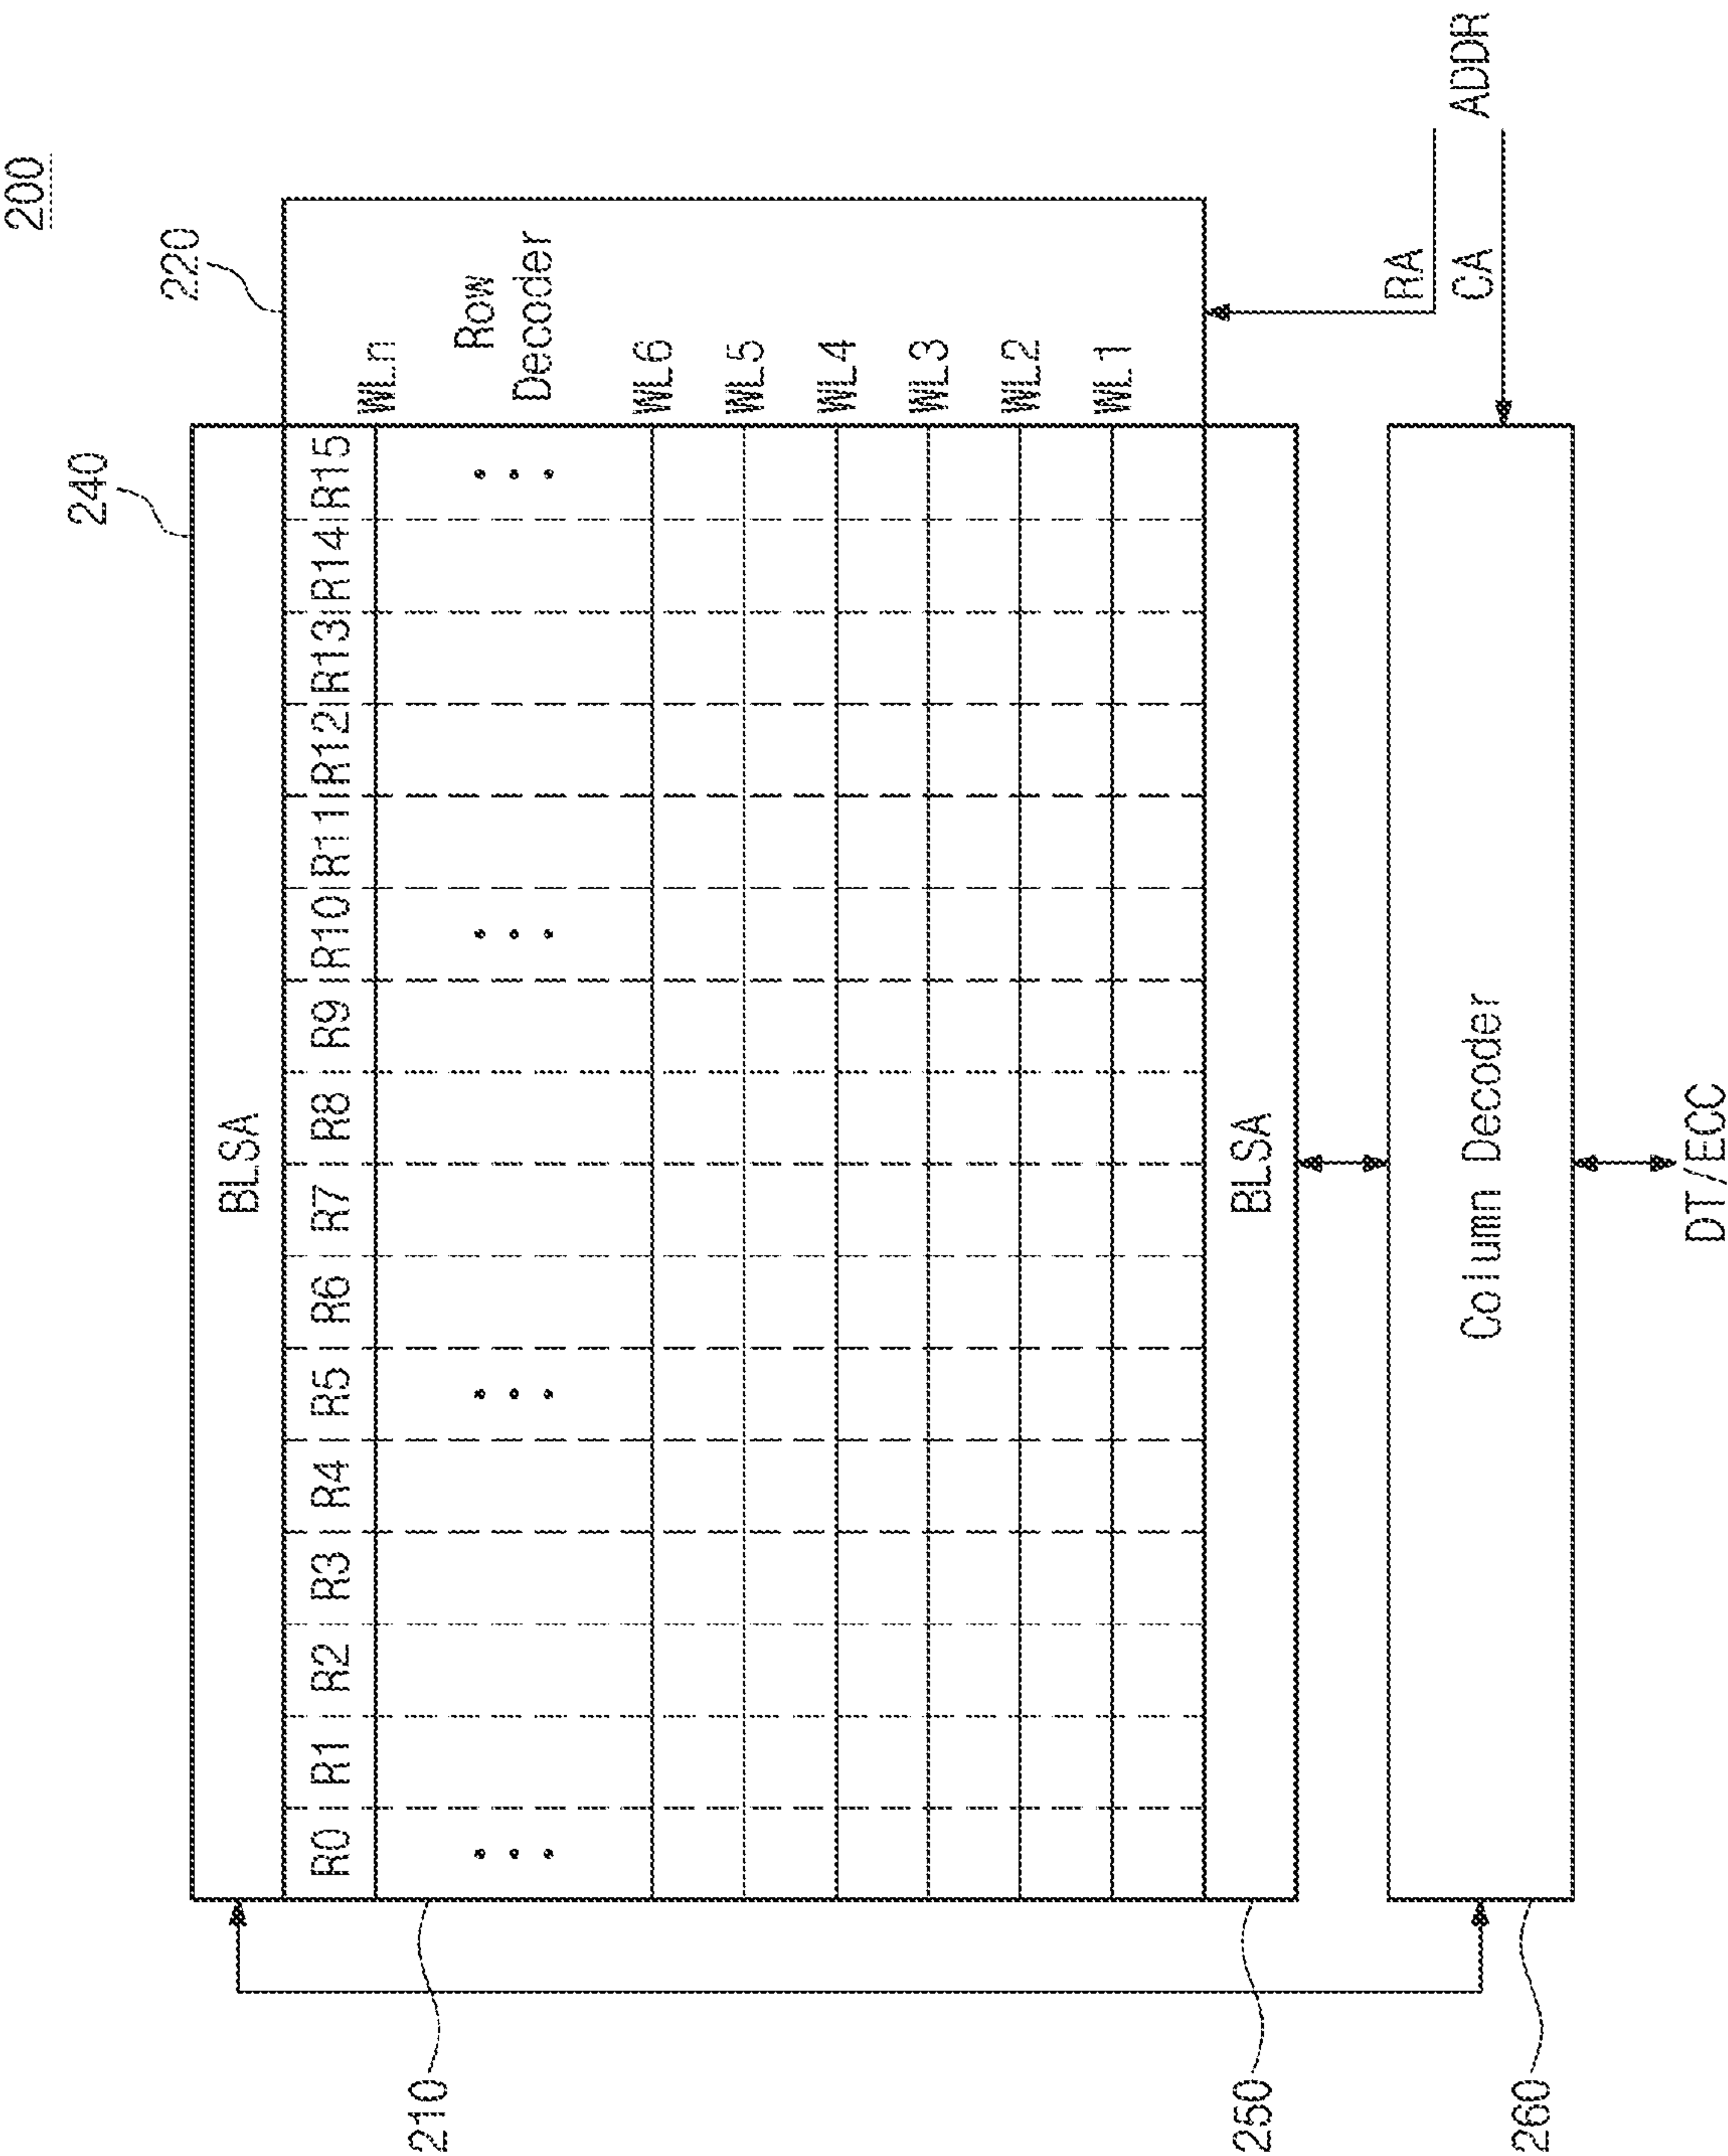 200
240
220
BLSA
R0 R1 R2 R3 R4 R5 R6 R7 R8 R9 R10 R11 R12 R13 R14 R15
WLn
Row
Decoder
210
WL6
WL5
WL4
WL3
WL2
WL1
BLSA
250
RA
CA
ADDR
Column Decoder
260
DT/ECC